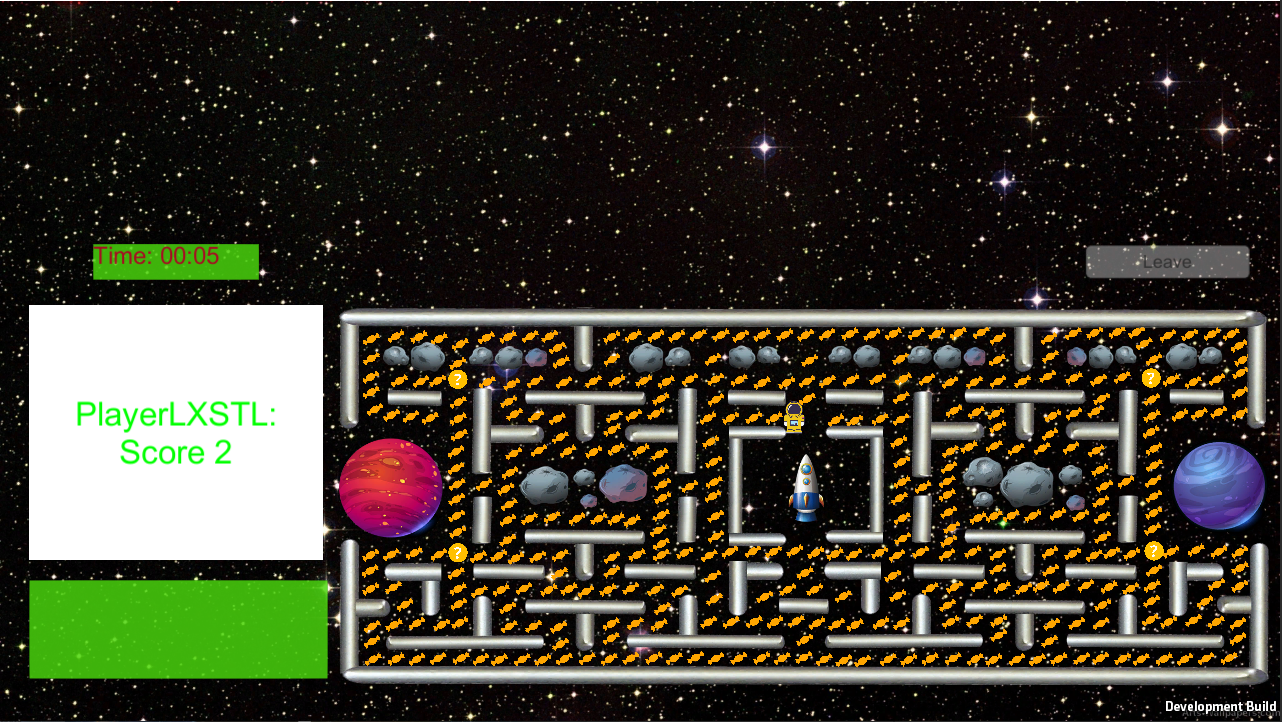 Time: 00:05
Leave
PlayerLXSTL:
Score 2
?
?
?
?
Development Build